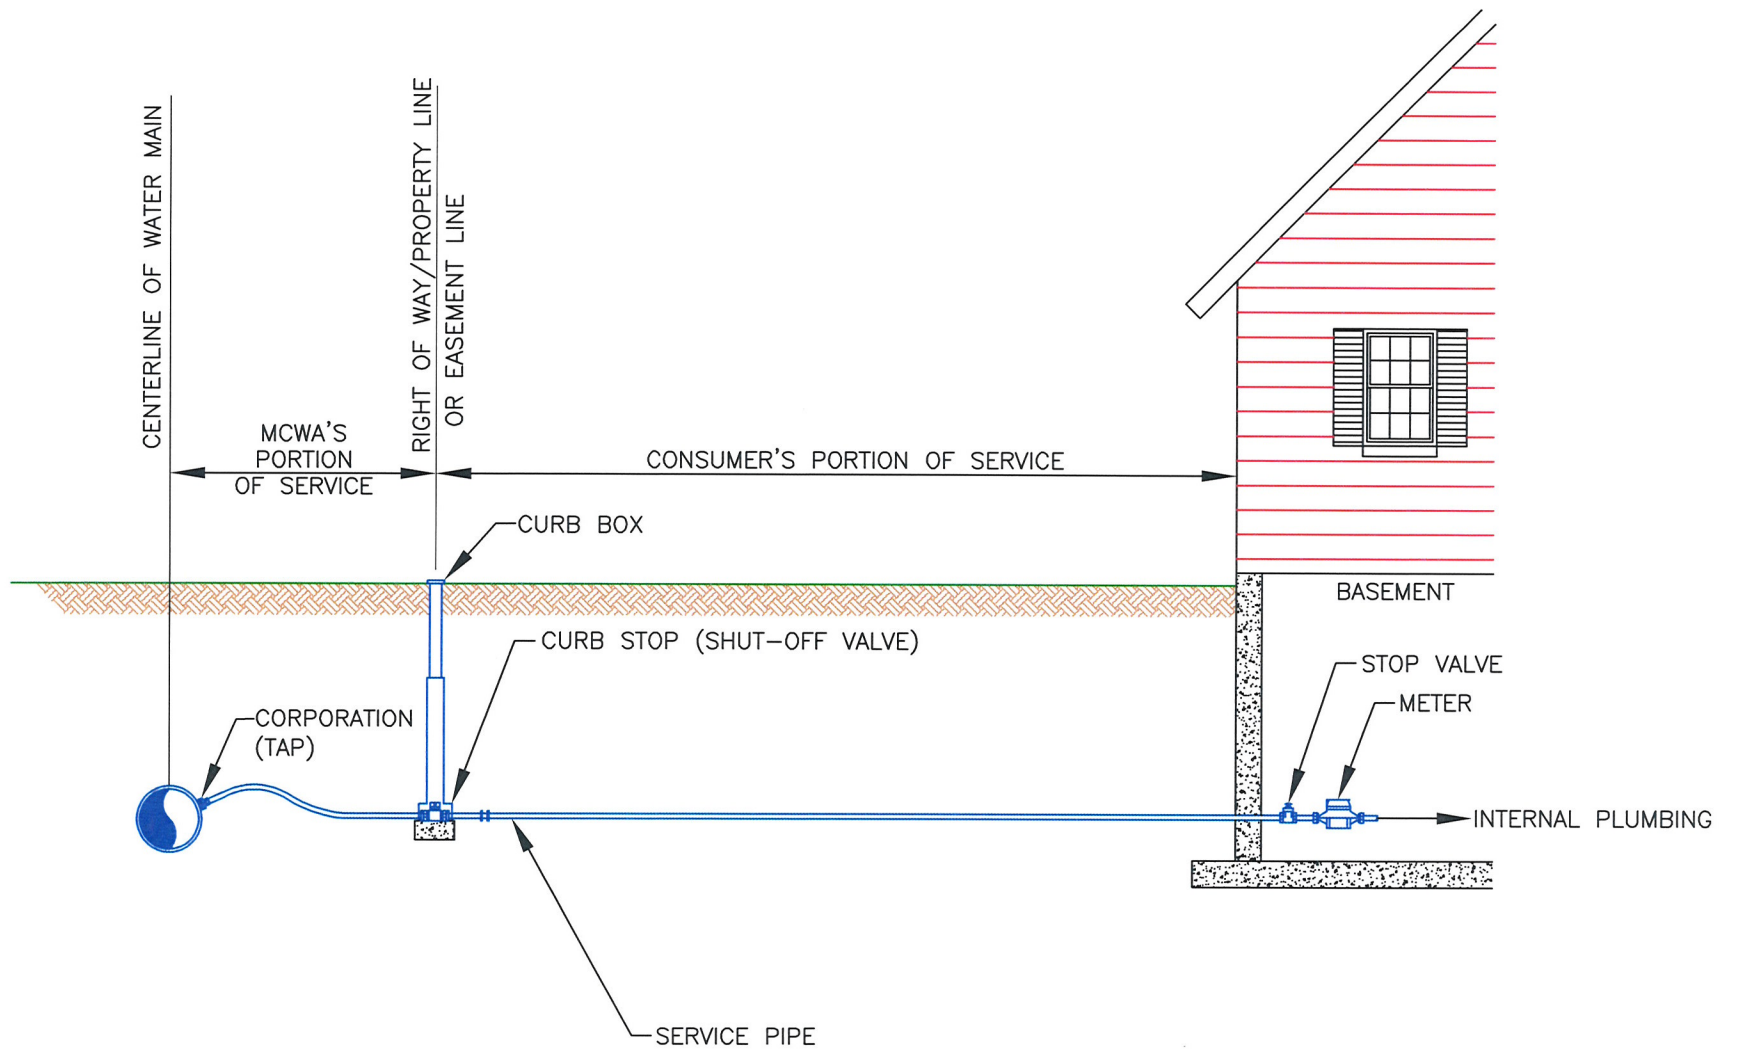 CENTERLINE OF WATER MAIN
RIGHT OF WAY/PROPERTY LINE
OR EASEMENT LINE
MCWA'S
PORTION
OF SERVICE
CONSUMER'S PORTION OF SERVICE
CURB BOX
BASEMENT
CURB STOP (SHUT-OFF VALVE)
STOP VALVE
METER
CORPORATION
(TAP)
INTERNAL PLUMBING
SERVICE PIPE